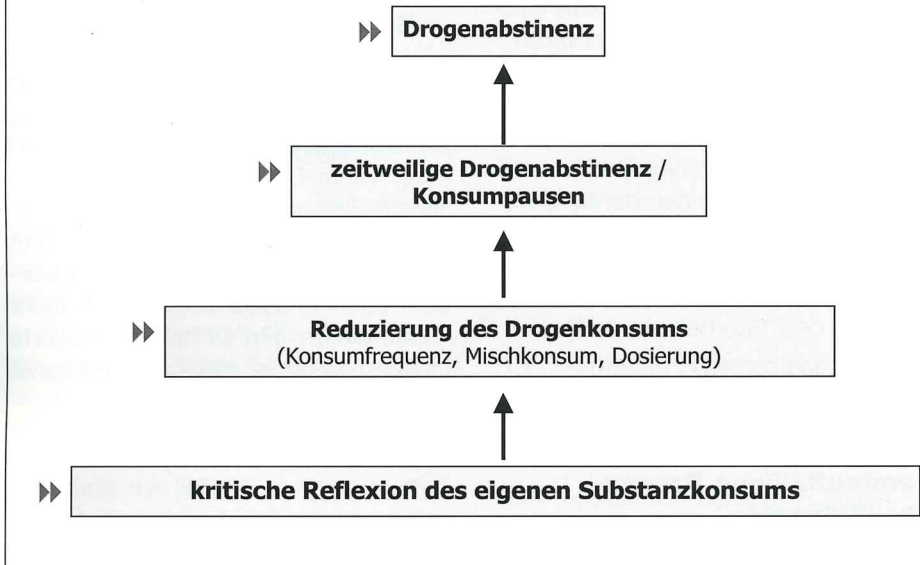 Drogenabstinenz
zeitweilige Drogenabstinenz /
Konsumpausen
Reduzierung des Drogenkonsums
(Konsumfrequenz, Mischkonsum, Dosierung)
kritische Reflexion des eigenen Substanzkonsums